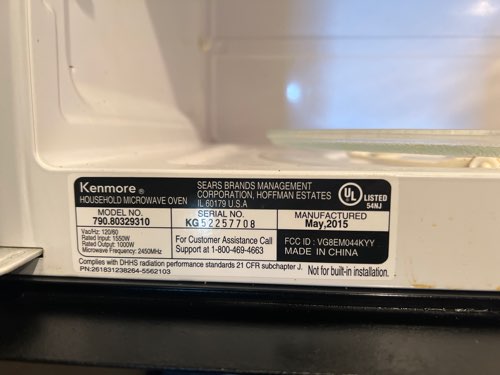 Kenmore ®
HOUSEHOLD MICROWAVE OVEN
SEARS BRANDS MANAGEMENT
CORPORATION, HOFFMAN ESTATES
IL 60179 U.S.A
UL LISTED
54NJ
MODEL NO.
790.80329310
SERIAL NO.
KG52257708
MANUFACTURED
May,2015
Vac/Hz: 120/60
Rated Input: 1550W
Rated Output: 1000W
Microwave Frequency: 2450MHz
For Customer Assistance Call
Support at 1-800-469-4663
FCC ID : VG8EM044KYY
MADE IN CHINA
Complies with DHHS radiation performance standards 21 CFR subchapter J.
PN:261831238264-5562103
Not for built-in installation.